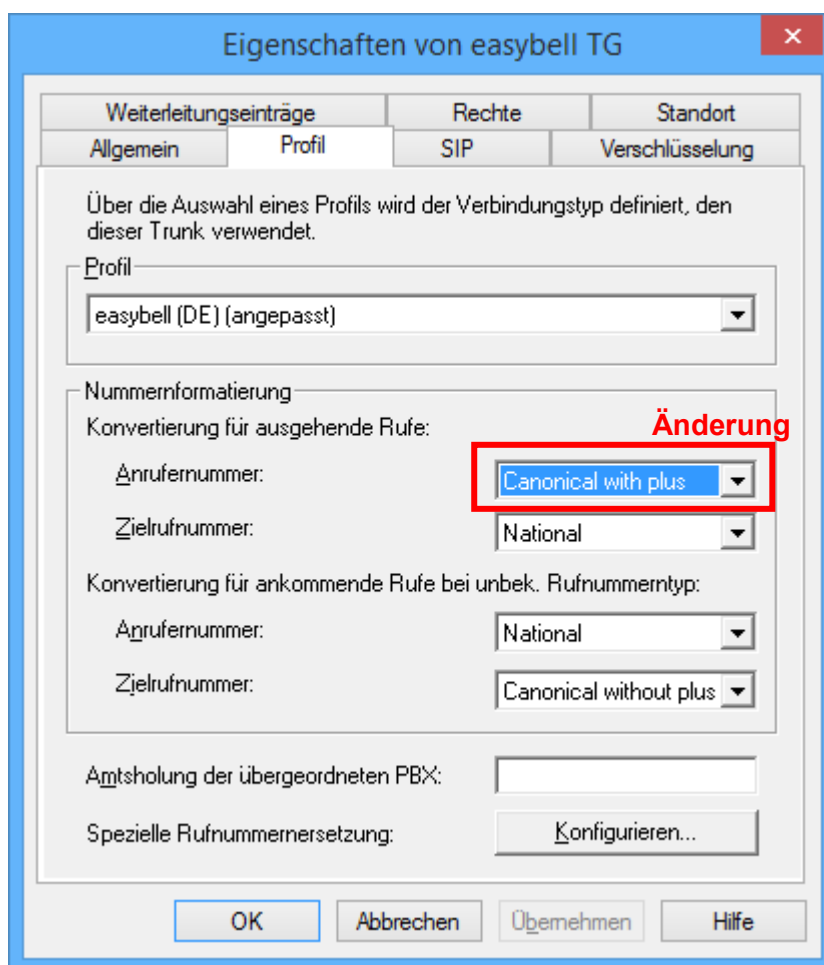 Eigenschaften von easybell TG
Weiterleitungseinträge Rechte Standort
Allgemein Profil SIP Verschlüsselung
Über die Auswahl eines Profils wird der Verbindungstyp definiert, den
dieser Trunk verwendet.
Profil
easybell (DE) (angepasst)
Nummernformatierung
Konvertierung für ausgehende Rufe:
Änderung
Anrufernummer: Canonical with plus
Zielrufnummer: National
Konvertierung für ankommende Rufe bei unbek. Rufnummerntyp:
Anrufernummer: National
Zielrufnummer: Canonical without plus
Amtsholung der übergeordneten PBX:
Spezielle Rufnummernersetzung: Konfigurieren...
OK Abbrechen Übernehmen Hilfe